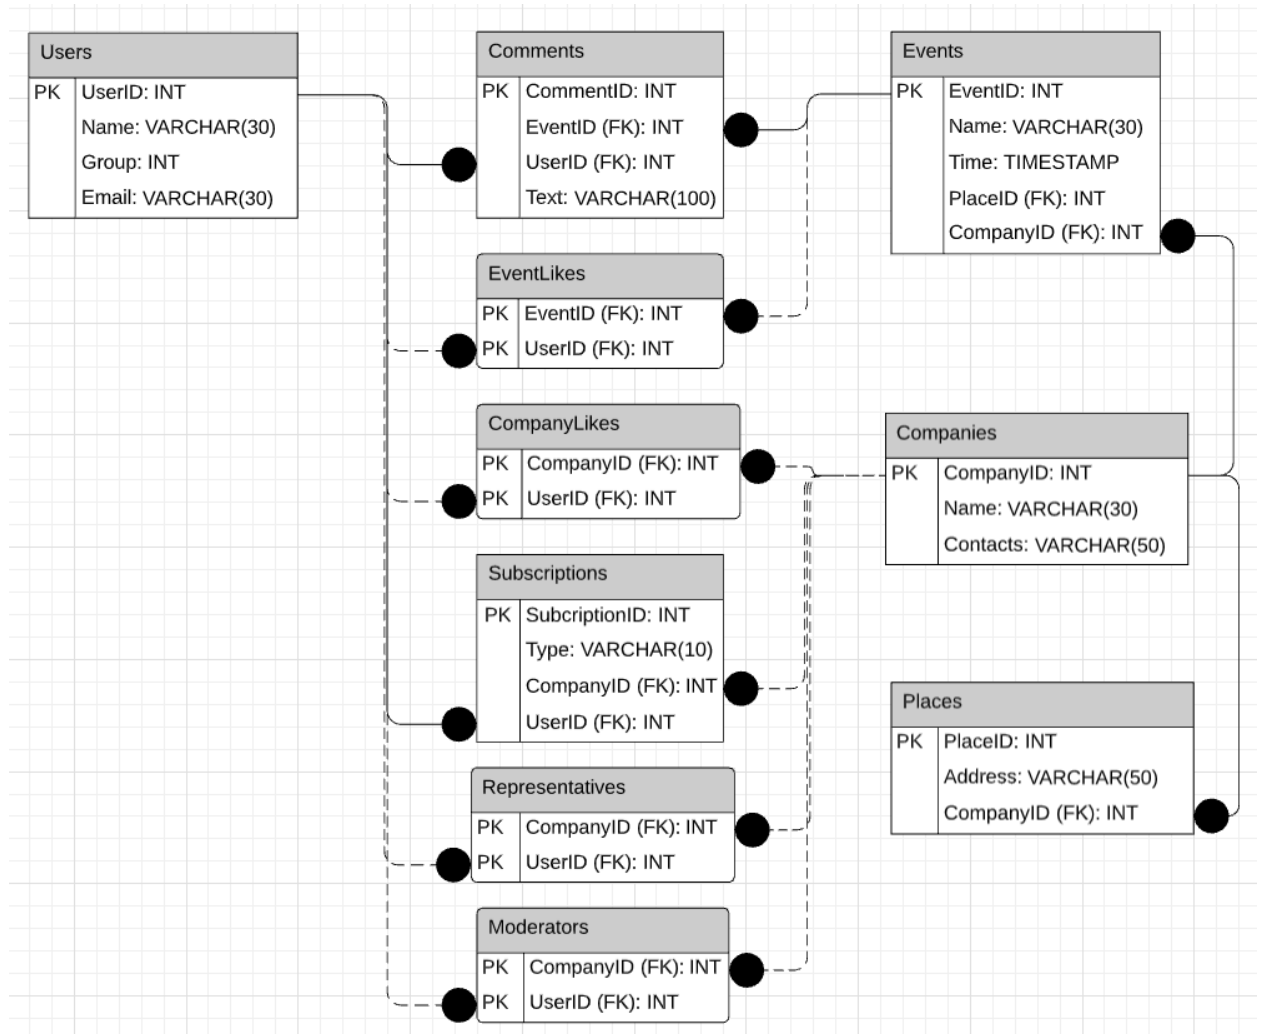 Users
PK UserID: INT
Name: VARCHAR(30)
Group: INT
Email: VARCHAR(30)
Comments
PK CommentID: INT
EventID (FK): INT
UserID (FK): INT
Text: VARCHAR(100)
Events
PK EventID: INT
Name: VARCHAR(30)
Time: TIMESTAMP
PlaceID (FK): INT
CompanyID (FK): INT
EventLikes
PK EventID (FK): INT
PK UserID (FK): INT
CompanyLikes
PK CompanyID (FK): INT
PK UserID (FK): INT
Companies
PK CompanyID: INT
Name: VARCHAR(30)
Contacts: VARCHAR(50)
Subscriptions
PK SubcriptionID: INT
Type: VARCHAR(10)
CompanyID (FK): INT
UserID (FK): INT
Places
PK PlaceID: INT
Address: VARCHAR(50)
CompanyID (FK): INT
Representatives
PK CompanyID (FK): INT
PK UserID (FK): INT
Moderators
PK CompanyID (FK): INT
PK UserID (FK): INT